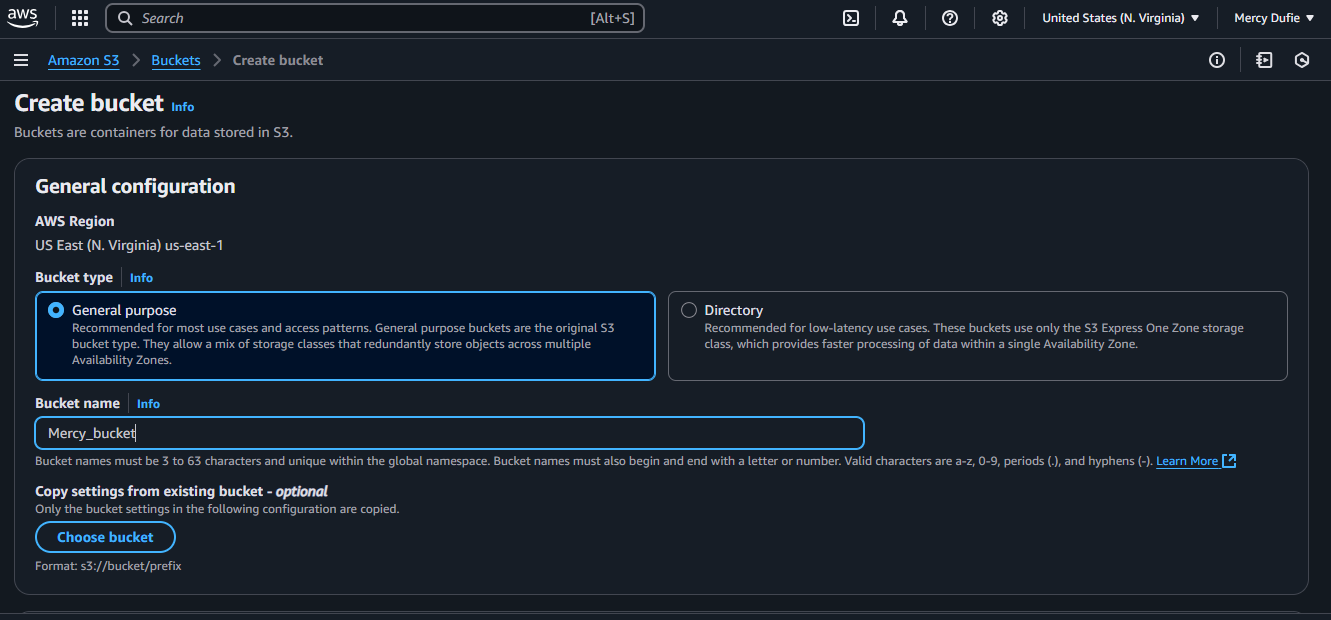 aws
Search [Alt+S]
United States (N. Virginia) ▼
Mercy Dufie ▼
Amazon S3 > Buckets > Create bucket
Create bucket Info
Buckets are containers for data stored in S3.
General configuration
AWS Region
US East (N. Virginia) us-east-1
Bucket type Info
General purpose
Recommended for most use cases and access patterns. General purpose buckets are the original S3
bucket type. They allow a mix of storage classes that redundantly store objects across multiple
Availability Zones.
Directory
Recommended for low-latency use cases. These buckets use only the S3 Express One Zone storage
class, which provides faster processing of data within a single Availability Zone.
Bucket name Info
Mercy_bucket
Bucket names must be 3 to 63 characters and unique within the global namespace. Bucket names must also begin and end with a letter or number. Valid characters are a-z, 0-9, periods (.), and hyphens (-). Learn More
Copy settings from existing bucket - optional
Only the bucket settings in the following configuration are copied.
Choose bucket
Format: s3://bucket/prefix